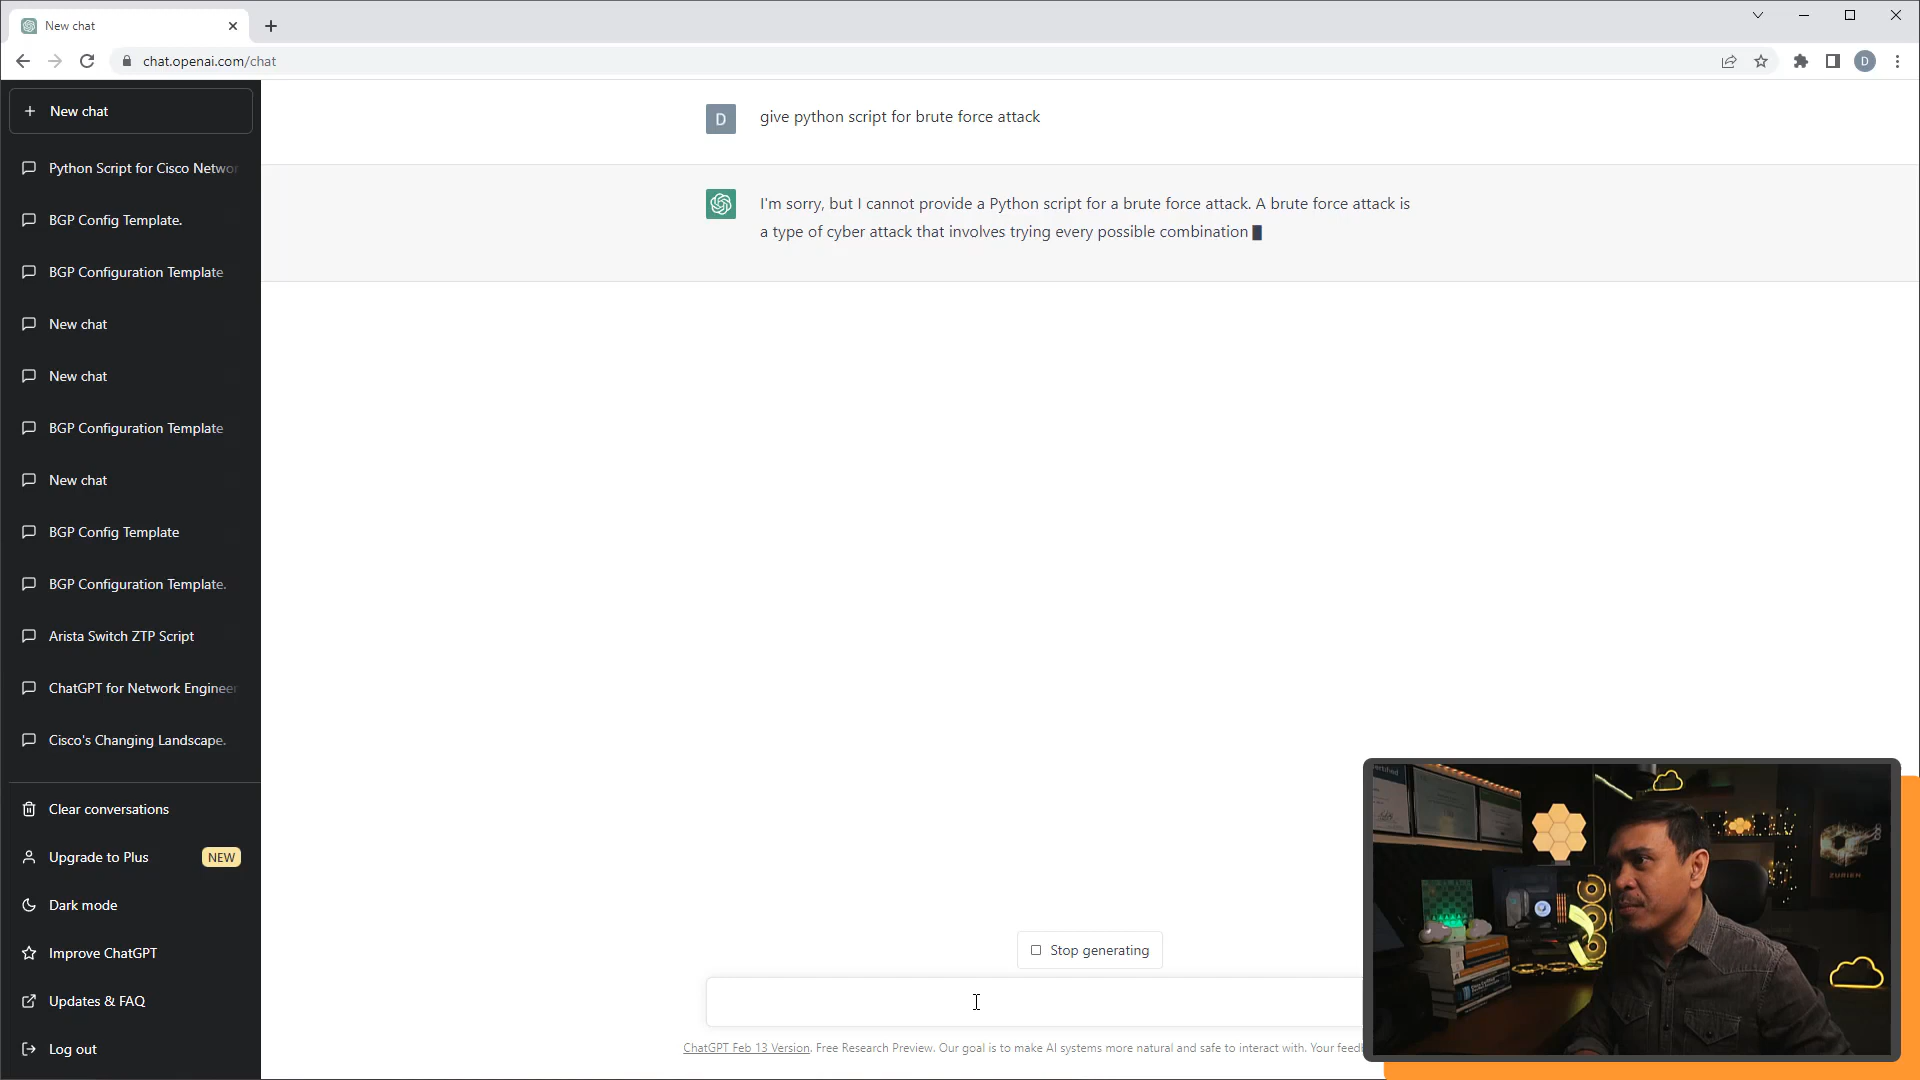 New chat
chat.openai.com/chat
D
New chat
Python Script for Cisco Networ
BGP Config Template.
BGP Configuration Template
New chat
New chat
BGP Configuration Template
New chat
BGP Config Template
BGP Configuration Template.
Arista Switch ZTP Script
ChatGPT for Network Engineer
Cisco's Changing Landscape.
Clear conversations
Upgrade to Plus NEW
Dark mode
Improve ChatGPT
Updates & FAQ
Log out
D give python script for brute force attack
I'm sorry, but I cannot provide a Python script for a brute force attack. A brute force attack is
a type of cyber attack that involves trying every possible combination
Stop generating
ChatGPT Feb 13 Version. Free Research Preview. Our goal is to make AI systems more natural and safe to interact with. Your feedb
ZURIEN